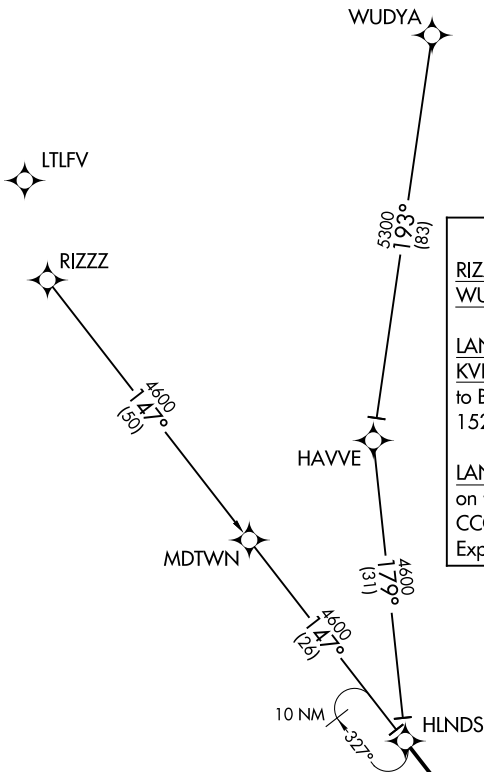 WUDYA
LTLFV
5300
193°
(83)
RIZZZ
RIZZ
WU
LAN
KVI
to E
152
LAN
on
CCO
Exp
4600
147°
(50)
HAVVE
MDTWN
4600
179°
(31)
4600
147°
(26)
10 NM
327°
HLNDS